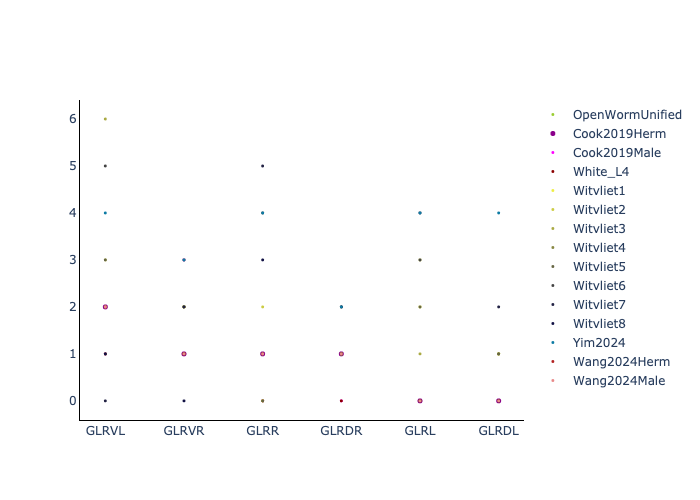 6
5
4
3
2
1
0
GLRVL GLRVR GLRR GLRDR GLRL GLRDL
OpenWormUnified
Cook2019Herm
Cook2019Male
White_L4
Witvliet1
Witvliet2
Witvliet3
Witvliet4
Witvliet5
Witvliet6
Witvliet7
Witvliet8
Yim2024
Wang2024Herm
Wang2024Male